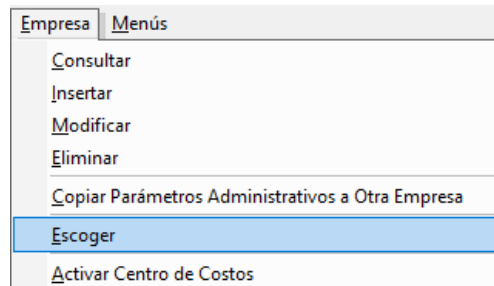 Empresa Menús
Consultar
Insertar
Modificar
Eliminar
Copiar Parámetros Administrativos a Otra Empresa
Escoger
Activar Centro de Costos